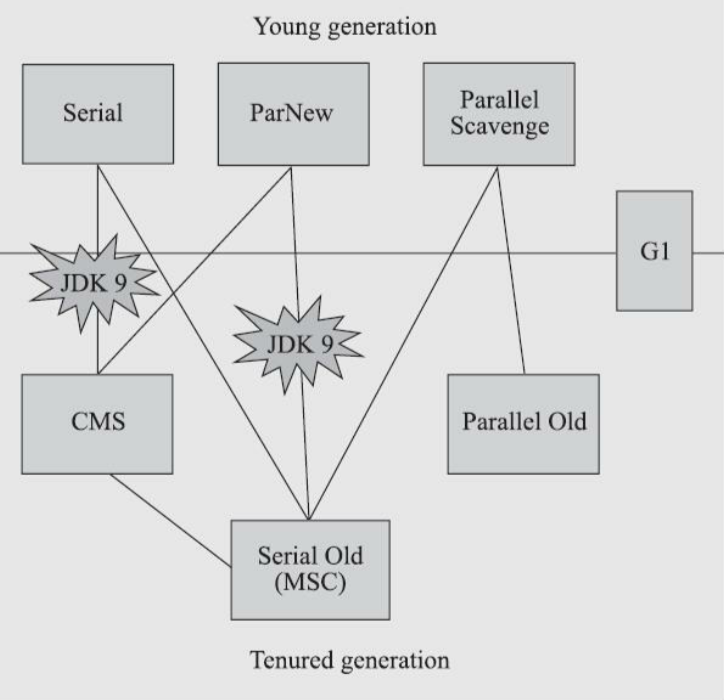 Young generation
Serial
ParNew
Parallel
Scavenge
G1
JDK 9
JDK 9
CMS
Parallel Old
Serial Old
(MSC)
Tenured generation